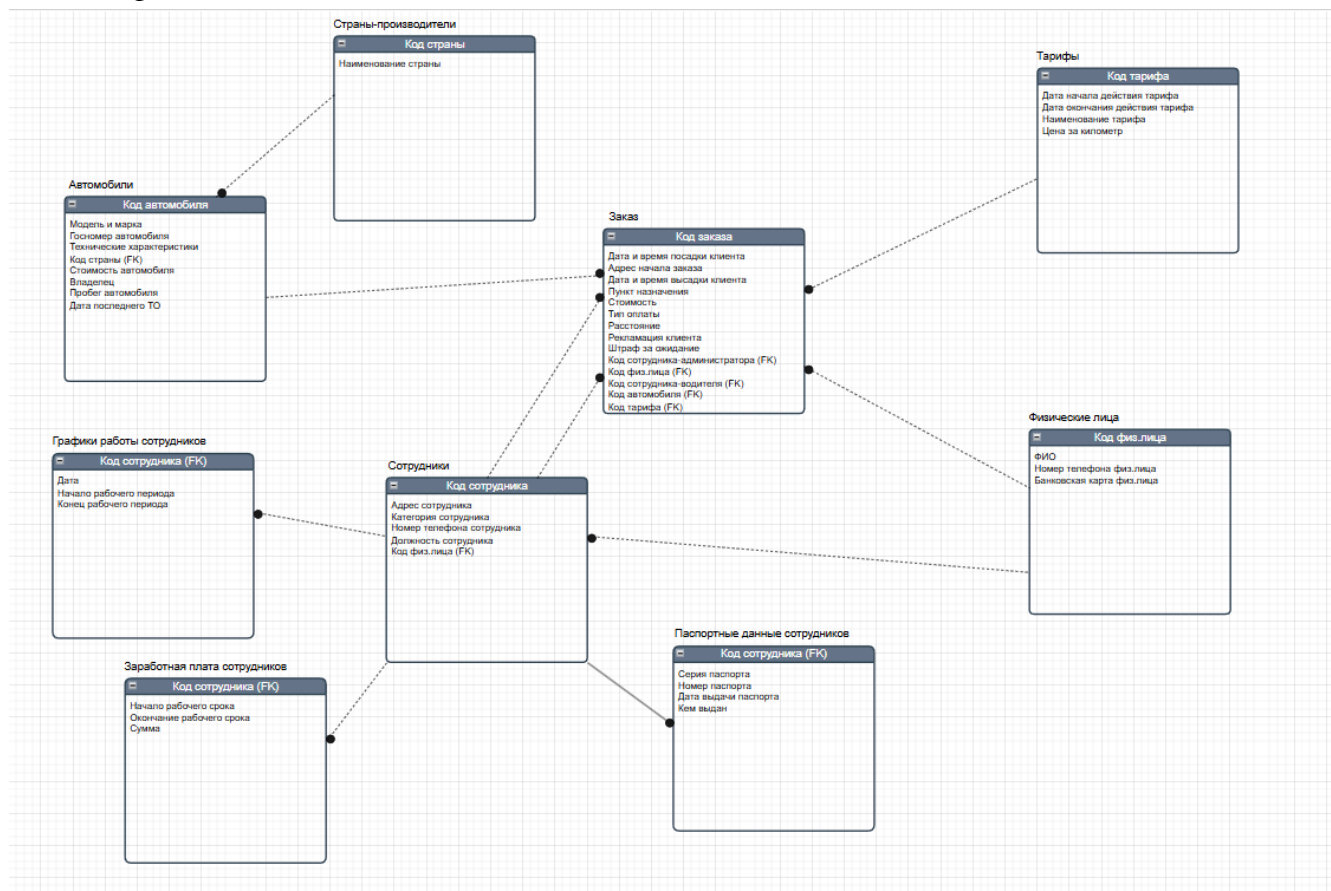 Страны-производители
Код страны
Наименование страны
Тарифы
Код тарифа
Дата начала действия тарифа
Дата окончания действия тарифа
Наименование тарифа
Цена за километр
Автомобили
Код автомобиля
Модель и марка
Госномер автомобиля
Технические характеристики
Код страны (FK)
Стоимость автомобиля
Владелец
Пробег автомобиля
Дата последнего ТО
Заказ
Код заказа
Дата и время посадки клиента
Адрес начала заказа
Дата и время высадки клиента
Пункт назначения
Стоимость
Тип оплаты
Расстояние
Рекламация клиента
Штраф за ожидание
Код сотрудника-администратора (FK)
Код физ.лица (FK)
Код сотрудника-водителя (FK)
Код автомобиля (FK)
Код тарифа (FK)
Физические лица
Код физ.лица
ФИО
Номер телефона физ.лица
Банковская карта физ.лица
Графики работы сотрудников
Код сотрудника (FK)
Дата
Начало рабочего периода
Конец рабочего периода
Сотрудники
Код сотрудника
Адрес сотрудника
Категория сотрудника
Номер телефона сотрудника
Должность сотрудника
Код физ.лица (FK)
Паспортные данные сотрудников
Код сотрудника (FK)
Серия паспорта
Номер паспорта
Дата выдачи паспорта
Кем выдан
Заработная плата сотрудников
Код сотрудника (FK)
Начало рабочего срока
Окончание рабочего срока
Сумма